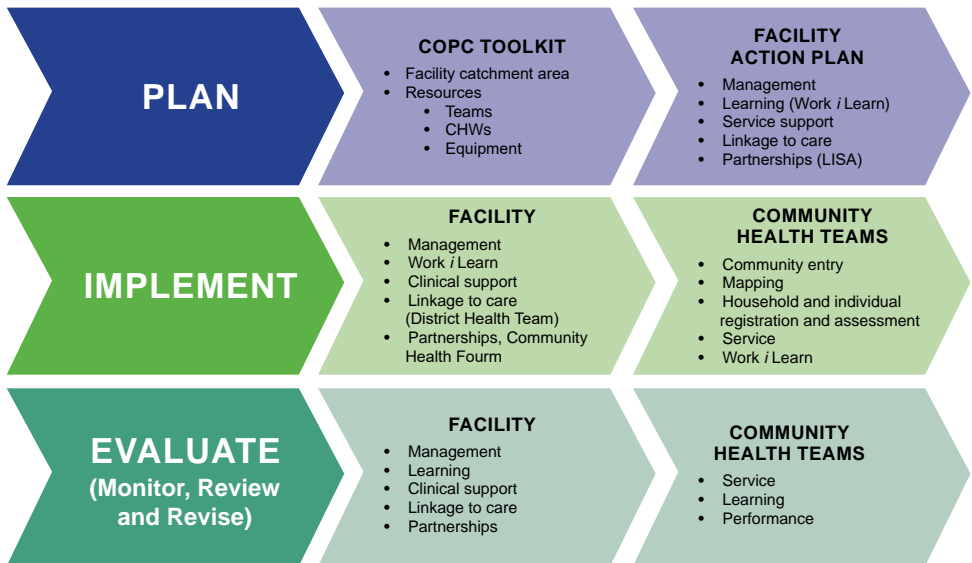 PLAN
COPC TOOLKIT
• Facility catchment area
• Resources
• Teams
• CHWs
• Equipment
FACILITY
ACTION PLAN
• Management
• Learning (Work i Learn)
• Service support
• Linkage to care
• Partnerships (LISA)
IMPLEMENT
FACILITY
• Management
• Work i Learn
• Clinical support
• Linkage to care
(District Health Team)
• Partnerships, Community
Health Fourm
COMMUNITY
HEALTH TEAMS
• Community entry
• Mapping
• Household and individual
registration and assessment
• Service
• Work i Learn
EVALUATE
(Monitor, Review
and Revise)
FACILITY
• Management
• Learning
• Clinical support
• Linkage to care
• Partnerships
COMMUNITY
HEALTH TEAMS
• Service
• Learning
• Performance